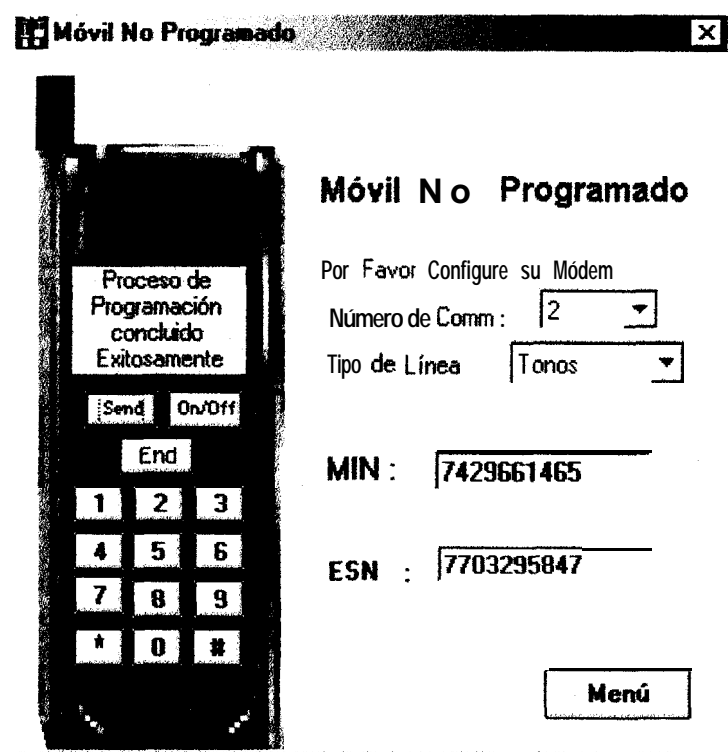 Móvil No Programado
Móvil No Programado
Proceso de
Programación
concluido
Exitosamente
Send On/Off
End
1 2 3
4 5 6
7 8 9
* 0 #
Por Favor Configure su Módem
Número de Comm : 2
Tipo de Línea Tonos
MIN : 7429661465
ESN : 7703295847
Menú